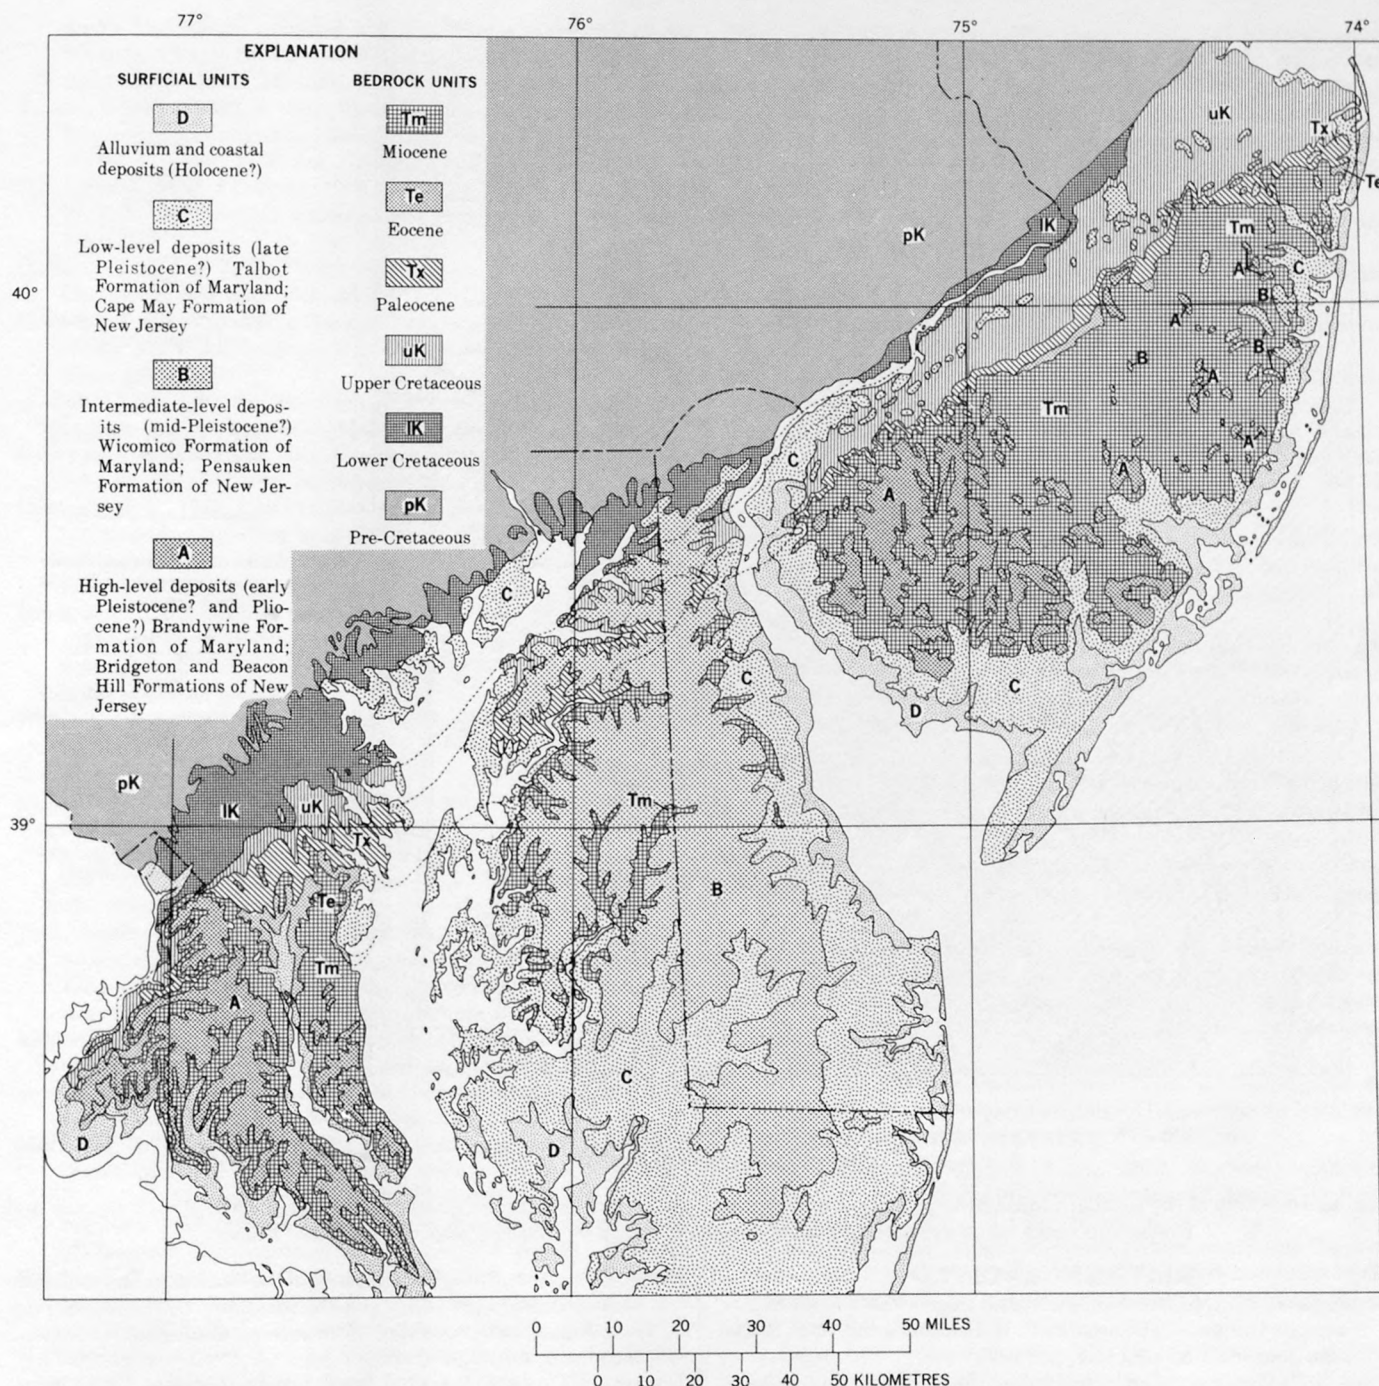 77°
76°
75°
74°
EXPLANATION
SURFICIAL UNITS
D
Alluvium and coastal
deposits (Holocene?)
C
Low-level deposits (late
Pleistocene?) Talbot
Formation of Maryland;
Cape May Formation of
New Jersey
B
Intermediate-level depos-
its (mid-Pleistocene?)
Wicomico Formation of
Maryland; Pensauken
Formation of New Jer-
sey
A
High-level deposits (early
Pleistocene? and Plio-
cene?) Brandywine For-
mation of Maryland;
Bridgeton and Beacon
Hill Formations of New
Jersey
BEDROCK UNITS
Tm
Miocene
Te
Eocene
Tx
Paleocene
uK
Upper Cretaceous
lK
Lower Cretaceous
pK
Pre-Cretaceous
uK
Tx
Te
pK
lK
Tm
A
C
40°
B
A
B
B
A
Tm
A
C
A
A
C
C
C
D
pK
lK
uK
Tm
39°
Tx
B
Te
Tm
A
C
D
D
0 10 20 30 40 50 MILES
0 10 20 30 40 50 KILOMETRES